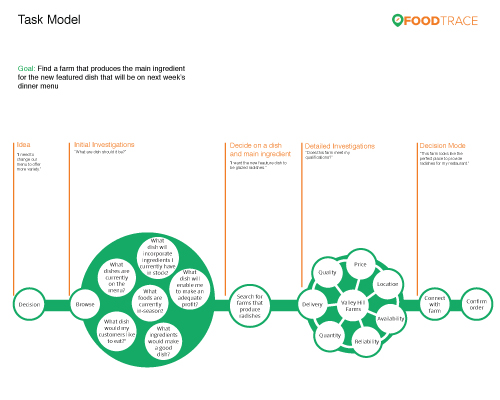 Task Model
FOODTRACE
Goal: Find a farm that produces the main ingredient
for the new featured dish that will be on next week's
dinner menu
Idea
"I need to
change our
menu to offer
more variety."
Initial Investigations
"What are dish should it be?"
Decide on a dish
and main ingredient
"I want the new feature dish to
be glazed radishes."
Detailed Investigations
"Does this farm meet my
qualifications?"
Decision Mode
"This farm looks like the
perfect place to provide
radishes for my restaurant."
Decision
Browse
What
dishes are
currently
on the
menu?
What
dish will
incorporate
ingredients I
currently have
in stock?
What
dish will
enable me
to make an
adequate
profit?
What
foods are
currently
in-season?
What dish
would my
customers like
to eat?"
What
ingredients
would make
a good
dish?
Search for
farms that
produce
radishes
Delivery
Quality
Price
Location
Availability
Reliability
Quantity
Valley Hill
Farms
Connect
with
farm
Confirm
order